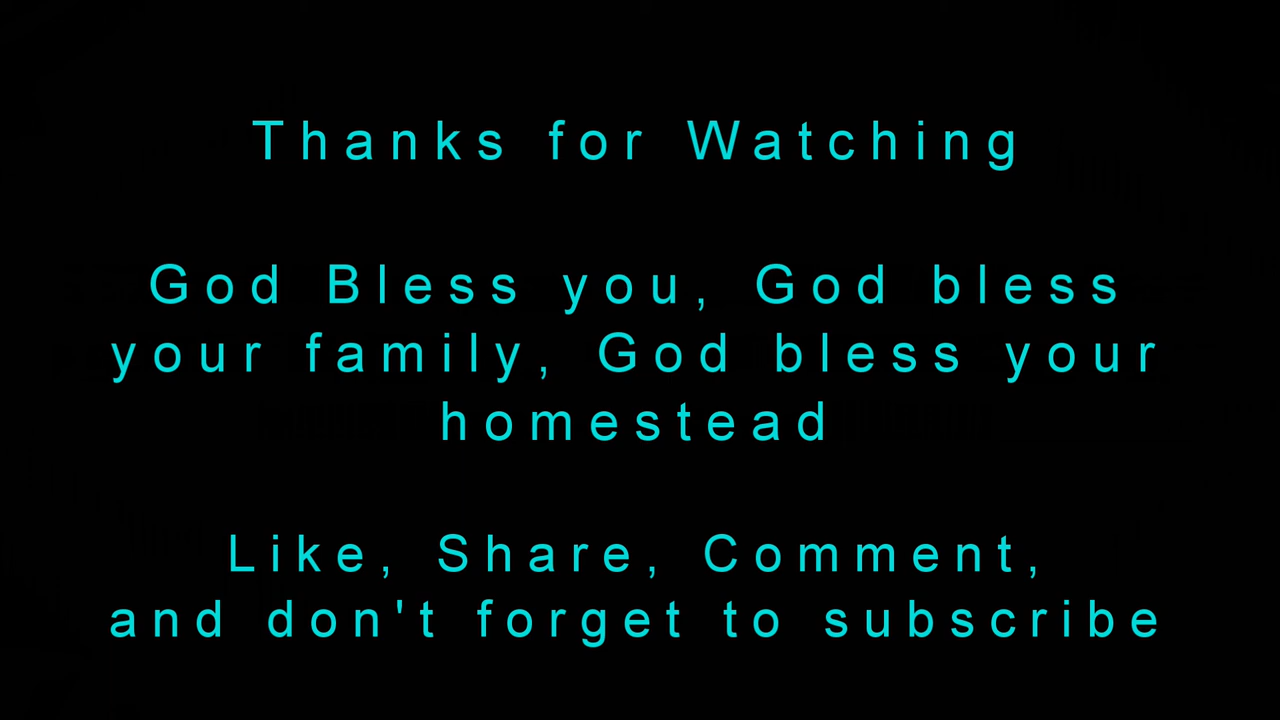 Thanks for Watching
God Bless you, God bless
your family, God bless your
homestead
Like, Share, Comment,
and don't forget to subscribe